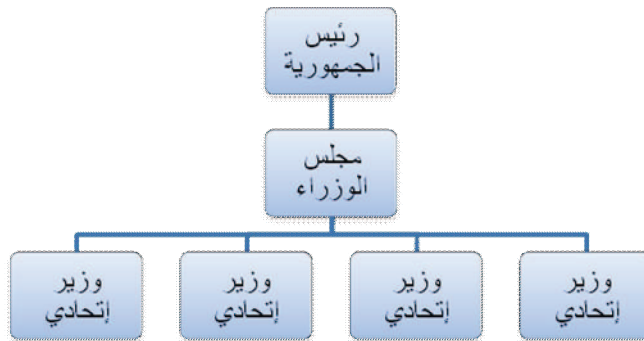 رئيس
الجمهورية
مجلس
الوزراء
وزير
إتحادي
وزير
إتحادي
وزير
إتحادي
وزير
إتحادي